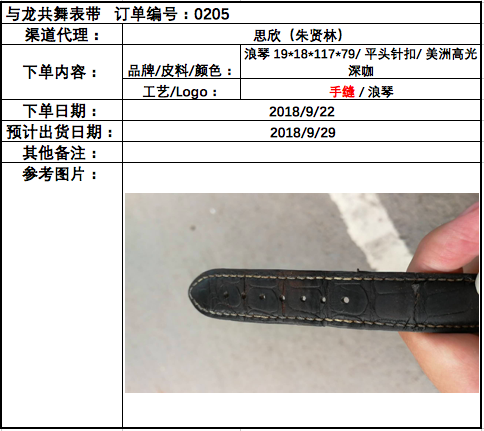 与龙共舞表带 订单编号：0205
渠道代理： 思欣（朱贤林）
下单内容： 品牌/皮料/颜色： 浪琴 19*18*117*79/ 平头针扣/ 美洲高光
深咖
工艺/Logo： 手缝 / 浪琴
下单日期： 2018/9/22
预计出货日期： 2018/9/29
其他备注：
参考图片：